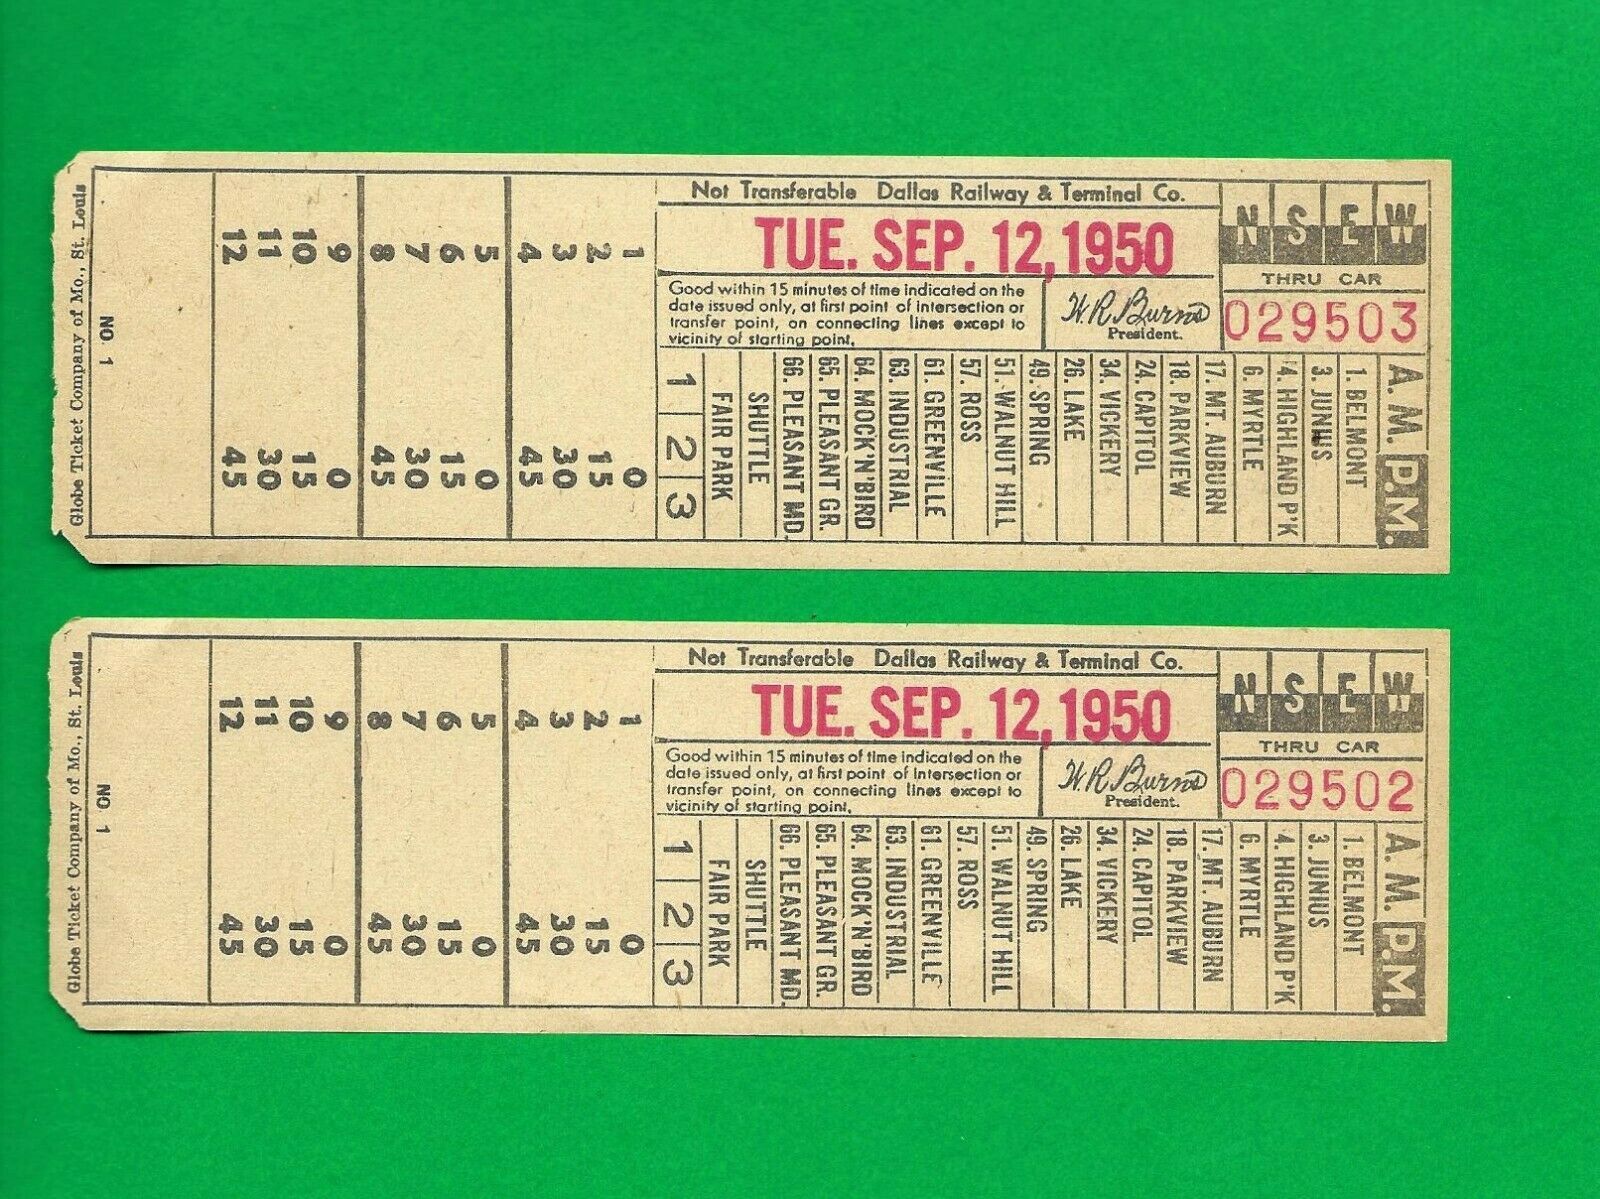 Not Transferable Dallas Railway & Terminal Co.
TUE. SEP. 12,1950
Good within 15 minutes of time indicated on the
date issued only, at first point of intersection or
transfer point, on connecting lines except to
vicinity of starting point.
W.R. Burns
President.
N S E W
THRU CAR
029503
A. M. P.M.
1. BELMONT
3. JUNIUS
4. HIGHLAND P'K
6. MYRTLE
17. MT. AUBURN
18. PARKVIEW
24. CAPITOL
34. VICKERY
26. LAKE
49. SPRING
51. WALNUT HILL
57. ROSS
61. GREENVILLE
63. INDUSTRIAL
64. MOCK'N'BIRD
65. PLEASANT GR.
66. PLEASANT MD.
SHUTTLE
FAIR PARK
1 2 3
1 0
2 15
3 30
4 45
5 0
6 15
7 30
8 45
9 0
10 15
11 30
12 45
NO 1
Globe Ticket Company of Mo., St. Louis
Not Transferable Dallas Railway & Terminal Co.
TUE. SEP. 12,1950
Good within 15 minutes of time indicated on the
date issued only, at first point of intersection or
transfer point, on connecting lines except to
vicinity of starting point.
W.R. Burns
President.
N S E W
THRU CAR
029502
A. M. P.M.
1. BELMONT
3. JUNIUS
4. HIGHLAND P'K
6. MYRTLE
17. MT. AUBURN
18. PARKVIEW
24. CAPITOL
34. VICKERY
26. LAKE
49. SPRING
51. WALNUT HILL
57. ROSS
61. GREENVILLE
63. INDUSTRIAL
64. MOCK'N'BIRD
65. PLEASANT GR.
66. PLEASANT MD.
SHUTTLE
FAIR PARK
1 2 3
1 0
2 15
3 30
4 45
5 0
6 15
7 30
8 45
9 0
10 15
11 30
12 45
NO 1
Globe Ticket Company of Mo., St. Louis